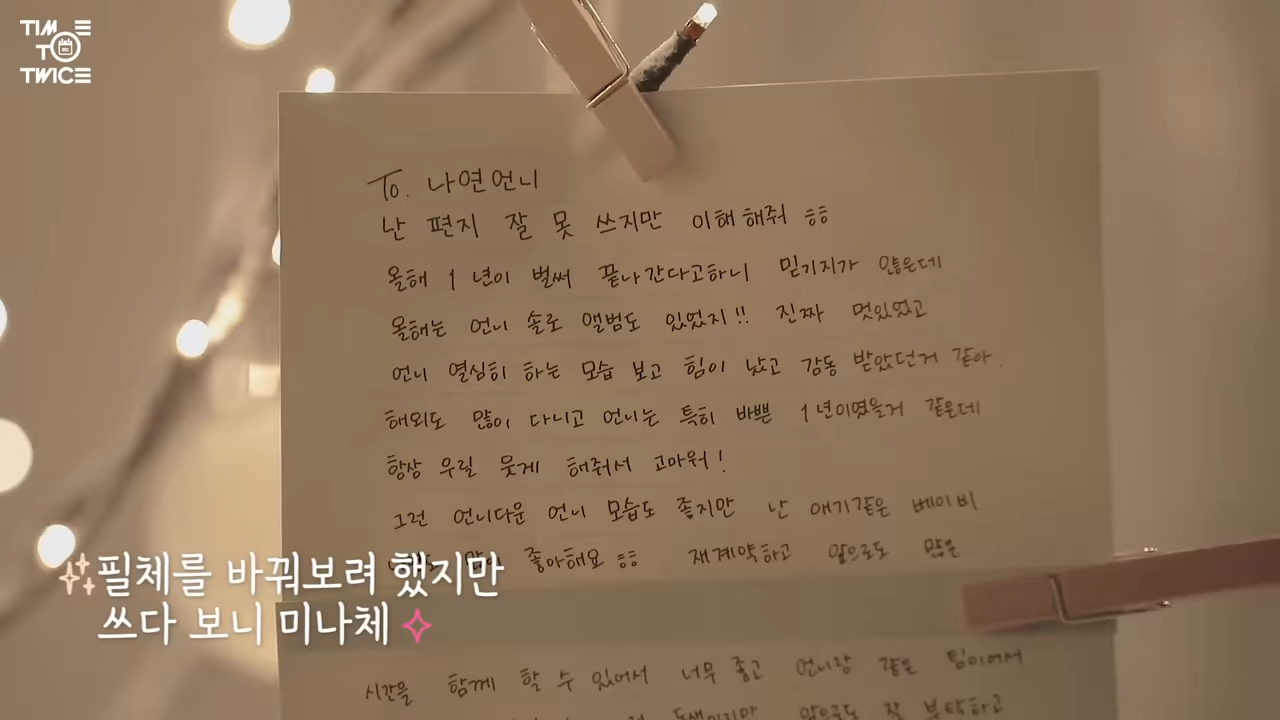 TIME
TO
TWICE
To. 나연언니
난 편지 잘 못 쓰지만 이해해줘 ㅎㅎ
올해 1년이 벌써 끝나간다고하니 믿기지가 않은데
올해는 언니 솔로 앨범도 있었지!! 진짜 멋있었고
언니 열심히 하는 모습 보고 힘이 났고 감동 받았던거 같아.
해외도 많이 다니고 언니는 특히 바쁜 1년이였을거 같은데
항상 우릴 웃게 해줘서 고마워!
그런 언니다운 언니 모습도 좋지만 난 애기같은 베이비
좋아해요 ㅎㅎ 재계약하고 앞으로도 많은
필체를 바꿔보려 했지만
쓰다 보니 미나체
시간을 함께 할 수 있어서 너무 좋고 언니랑 같은 팀이어서
동생이지만 앞으로도 잘 부탁하고